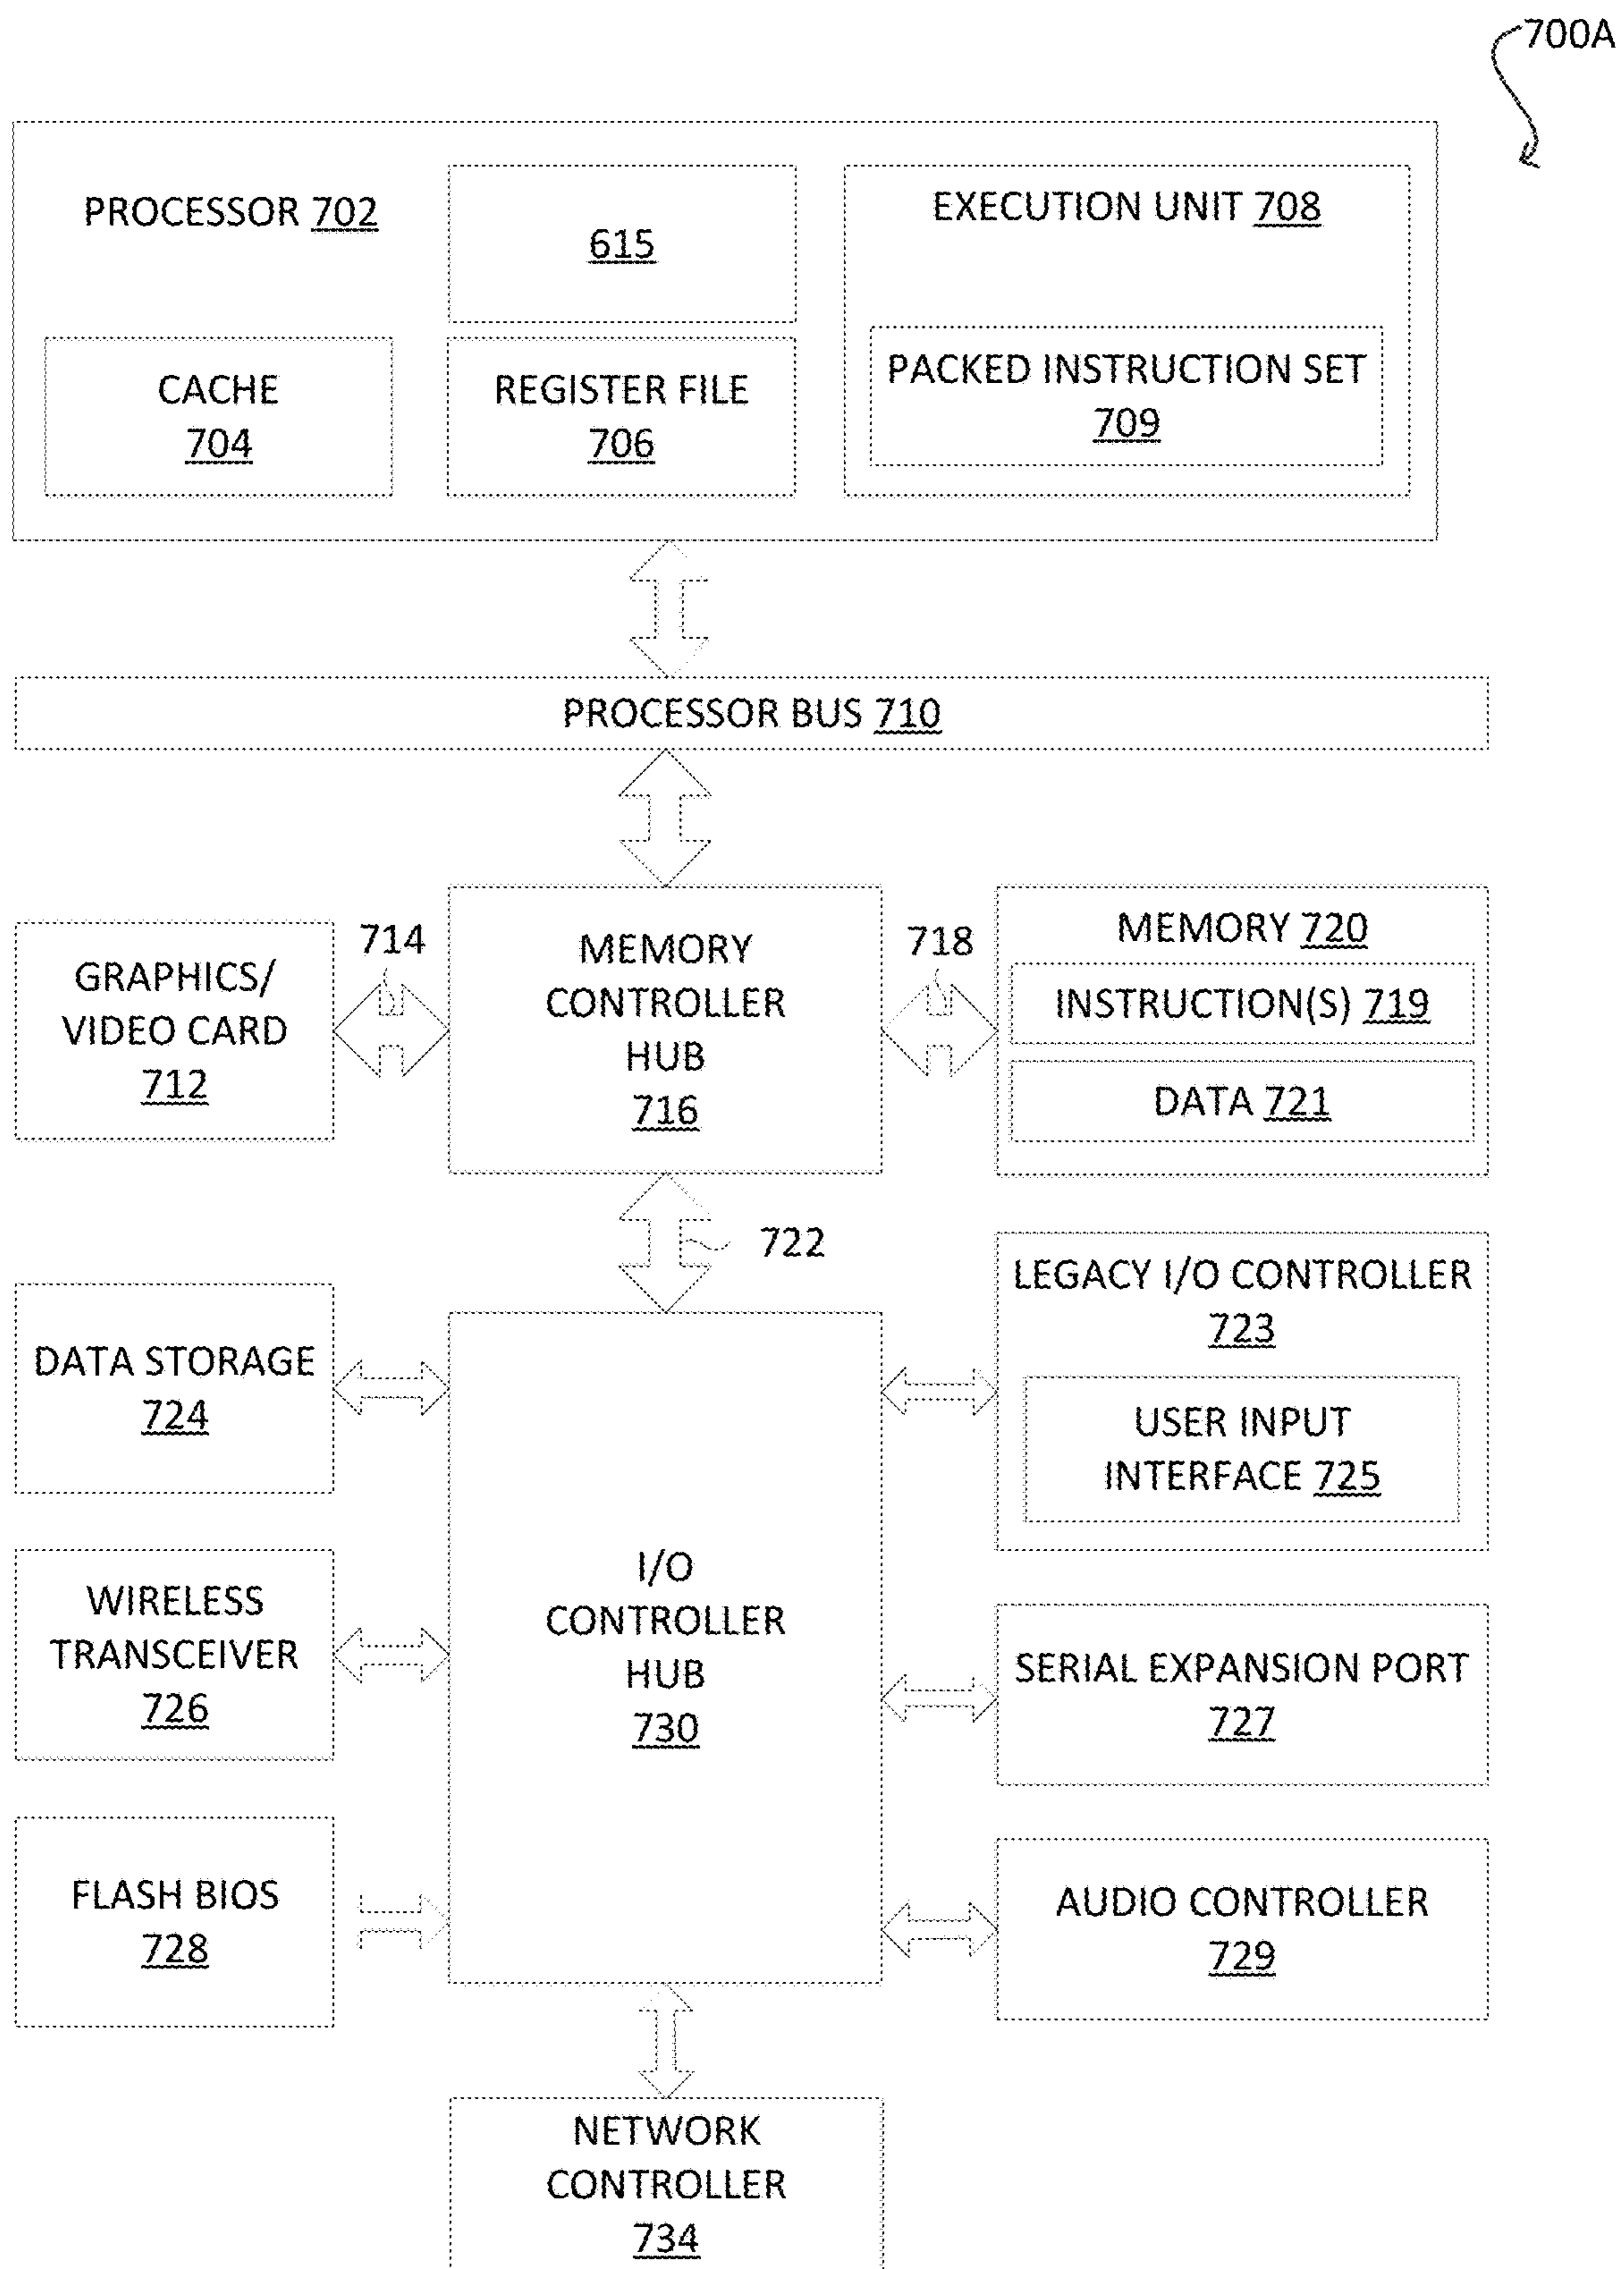 700A
PROCESSOR 702
615
EXECUTION UNIT 708
CACHE
704
REGISTER FILE
706
PACKED INSTRUCTION SET
709
PROCESSOR BUS 710
GRAPHICS/
VIDEO CARD
712
714
MEMORY
CONTROLLER
HUB
716
718
MEMORY 720
INSTRUCTION(S) 719
DATA 721
722
DATA STORAGE
724
LEGACY I/O CONTROLLER
723
USER INPUT
INTERFACE 725
WIRELESS
TRANSCEIVER
726
I/O
CONTROLLER
HUB
730
SERIAL EXPANSION PORT
727
FLASH BIOS
728
AUDIO CONTROLLER
729
NETWORK
CONTROLLER
734